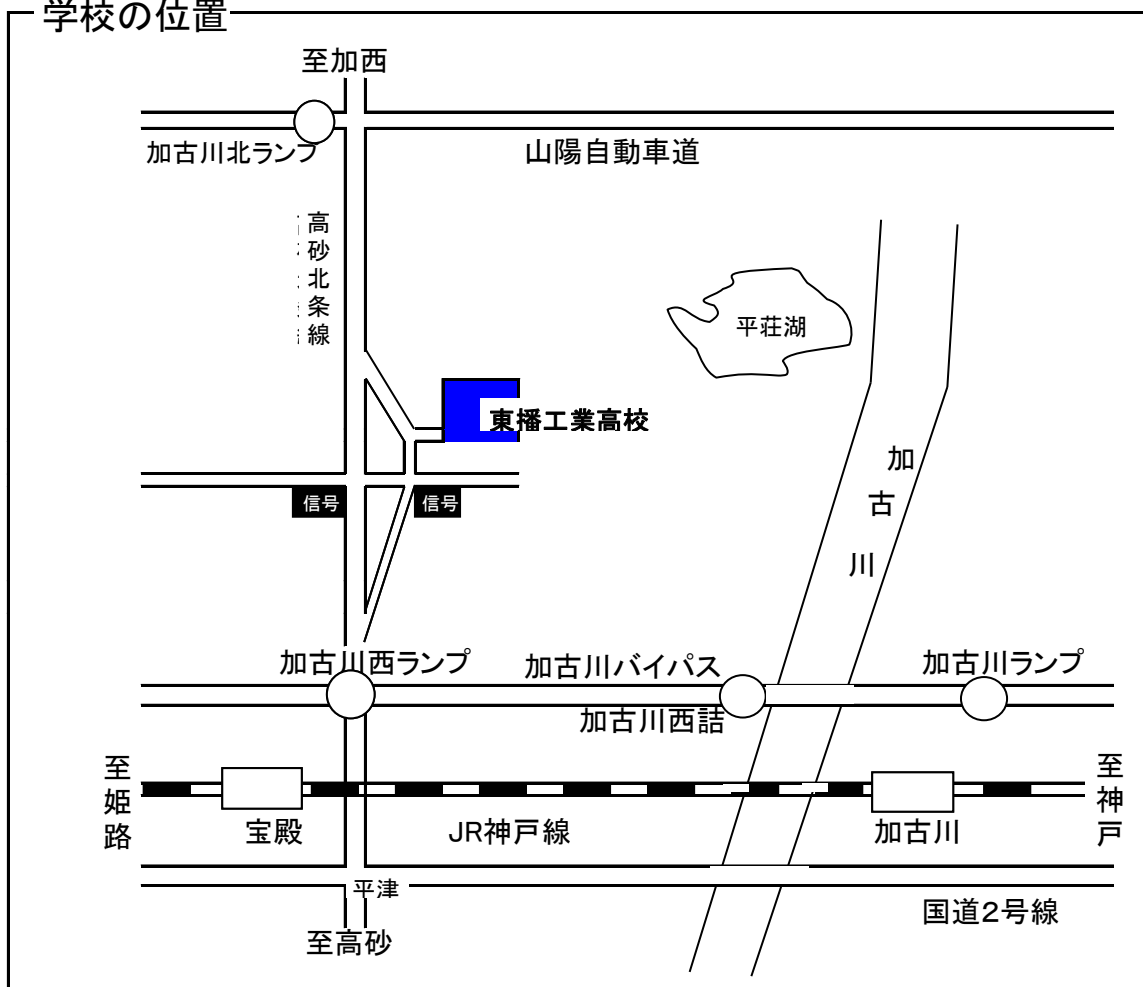 学校の位置
至加西
加古川北ランプ
山陽自動車道
高砂北条線
平荘湖
東播工業高校
加古川
信号
信号
加古川西ランプ
加古川バイパス
加古川ランプ
加古川西詰
至姫路
至神戸
宝殿
JR神戸線
加古川
平津
国道2号線
至高砂